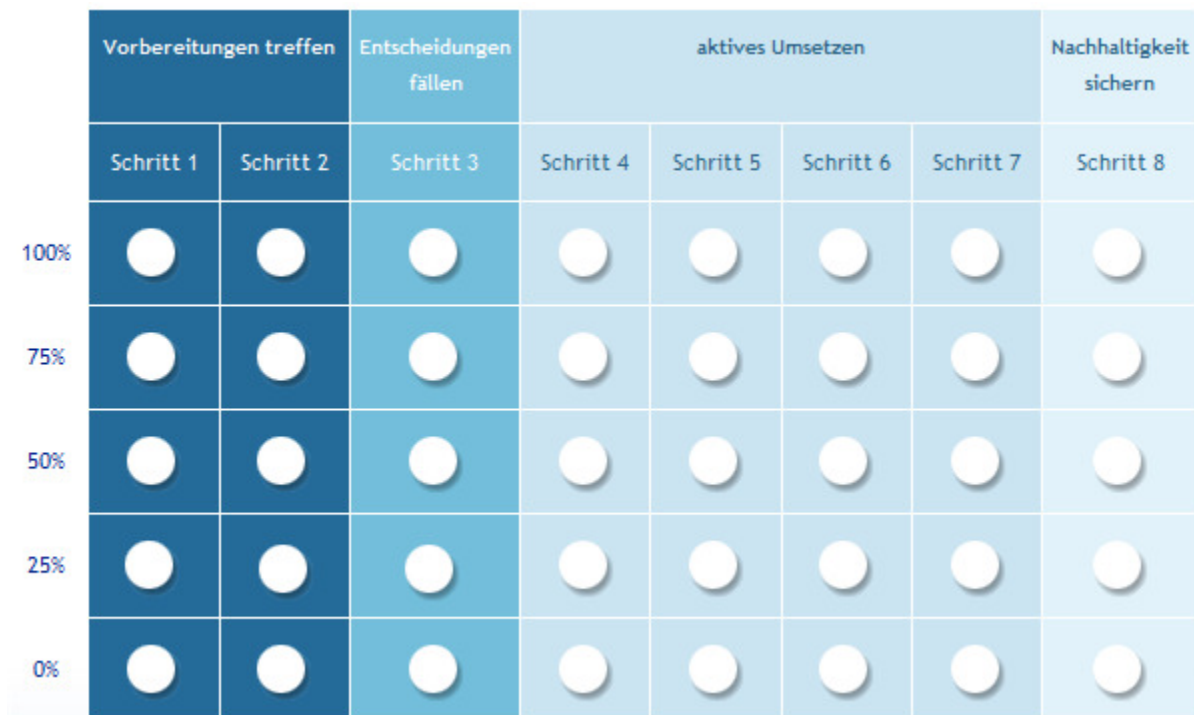 Vorbereitungen treffen
Entscheidungen
fällen
aktives Umsetzen
Nachhaltigkeit
sichern
Schritt 1
Schritt 2
Schritt 3
Schritt 4
Schritt 5
Schritt 6
Schritt 7
Schritt 8
100%
75%
50%
25%
0%